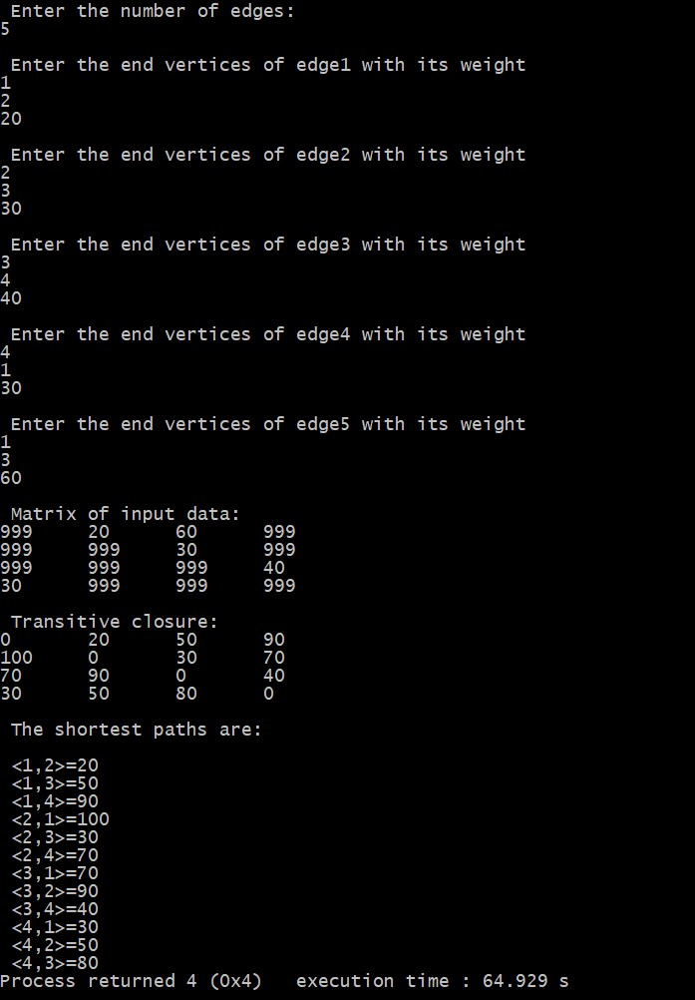 Enter the number of edges:
5
Enter the end vertices of edge1 with its weight
1
2
20
Enter the end vertices of edge2 with its weight
2
3
30
Enter the end vertices of edge3 with its weight
3
4
40
Enter the end vertices of edge4 with its weight
4
1
30
Enter the end vertices of edge5 with its weight
1
3
60
Matrix of input data:
999 20 60 999
999 999 30 999
999 999 999 40
30 999 999 999
Transitive closure:
0 20 50 90
100 0 30 70
70 90 0 40
30 50 80 0
The shortest paths are:
<1,2>=20
<1,3>=50
<1,4>=90
<2,1>=100
<2,3>=30
<2,4>=70
<3,1>=70
<3,2>=90
<3,4>=40
<4,1>=30
<4,2>=50
<4,3>=80
Process returned 4 (0x4) execution time : 64.929 s